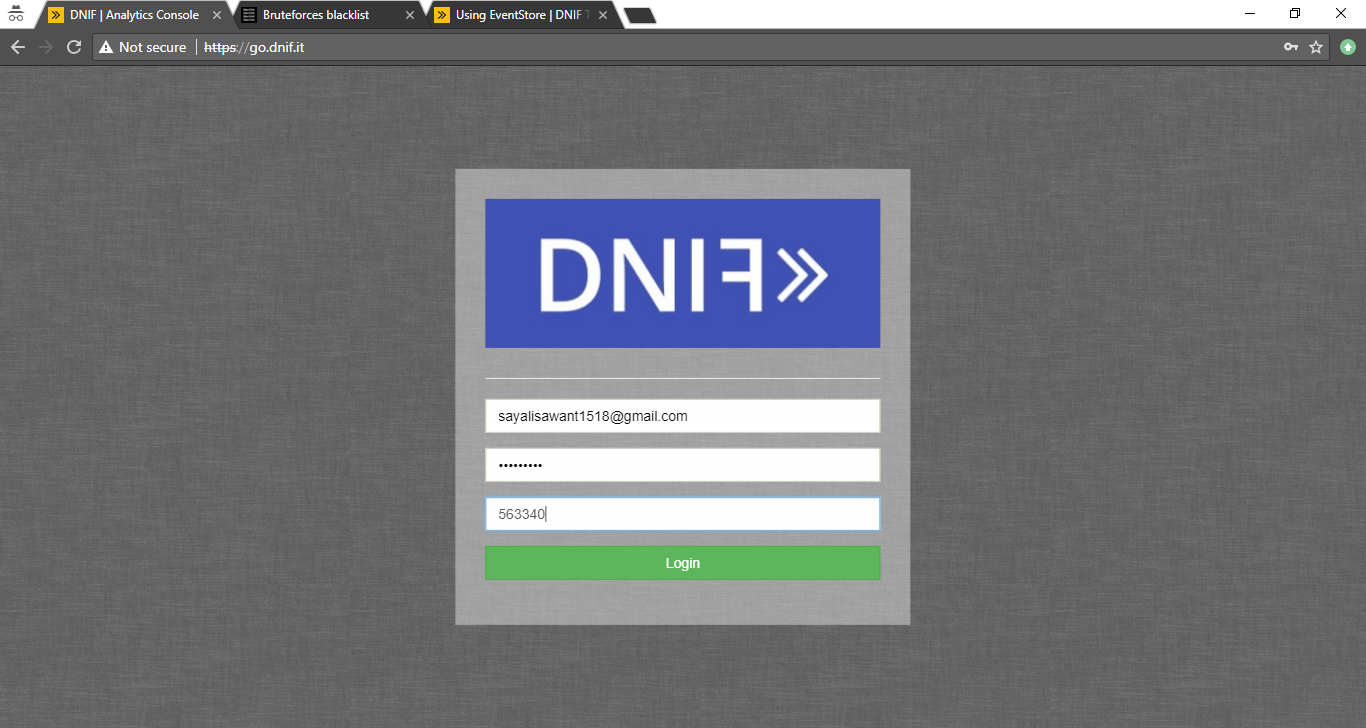 DNIF | Analytics Console
Bruteforces blacklist
Using EventStore | DNIF T
Not secure | https://go.dnif.it
DNIF
sayalisawant1518@gmail.com
•••••••••
563340
Login